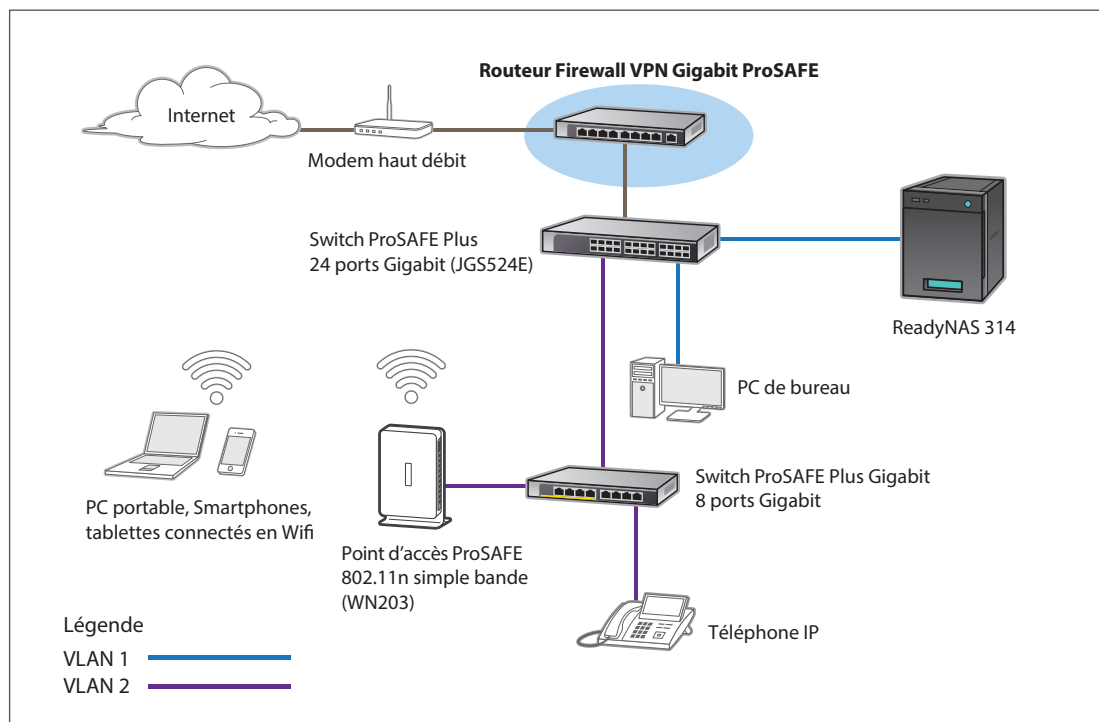 Routeur Firewall VPN Gigabit ProSAFE
Internet
Modem haut débit
Switch ProSAFE Plus
24 ports Gigabit (JGS524E)
ReadyNAS 314
PC de bureau
PC portable, Smartphones,
tablettes connectés en Wifi
Point d’accès ProSAFE
802.11n simple bande
(WN203)
Switch ProSAFE Plus Gigabit
8 ports Gigabit
Téléphone IP
Légende
VLAN 1
VLAN 2